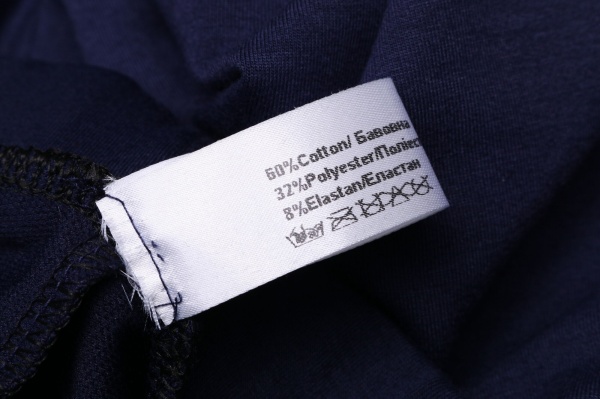 60%Cotton/ Бавовна
32%Polyester/Поліес
8%Elastan/Еластан